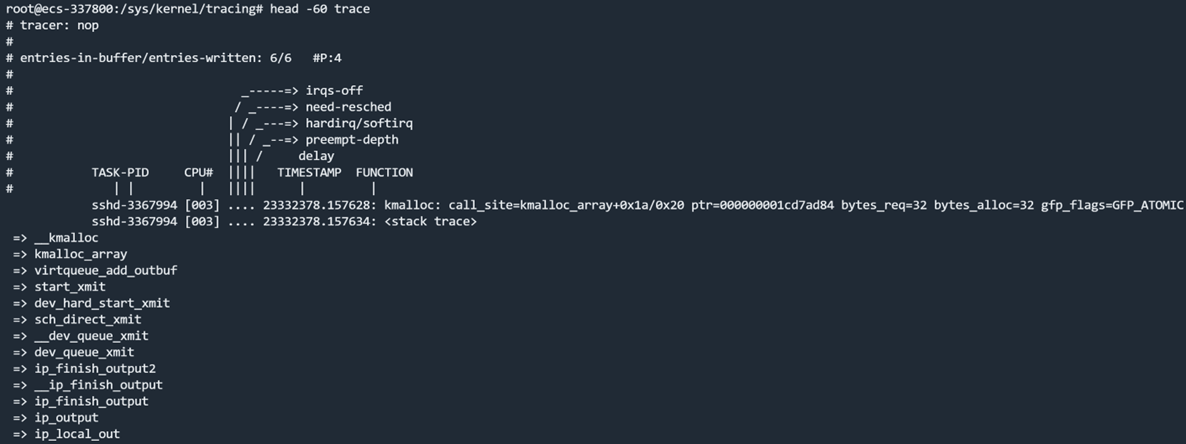 root@ecs-337800:/sys/kernel/tracing# head -60 trace
# tracer: nop
#
# entries-in-buffer/entries-written: 6/6   #P:4
#
#                              _-----=> irqs-off
#                             / _----=> need-resched
#                            | / _---=> hardirq/softirq
#                            || / _--=> preempt-depth
#                            ||| /     delay
#           TASK-PID     CPU#  ||||   TIMESTAMP  FUNCTION
#              | |         |   ||||      |         |
            sshd-3367994 [003] .... 23332378.157628: kmalloc: call_site=kmalloc_array+0x1a/0x20 ptr=000000001cd7ad84 bytes_req=32 bytes_alloc=32 gfp_flags=GFP_ATOMIC
            sshd-3367994 [003] .... 23332378.157634: <stack trace>
 => __kmalloc
 => kmalloc_array
 => virtqueue_add_outbuf
 => start_xmit
 => dev_hard_start_xmit
 => sch_direct_xmit
 => __dev_queue_xmit
 => dev_queue_xmit
 => ip_finish_output2
 => __ip_finish_output
 => ip_finish_output
 => ip_output
 => ip_local_out